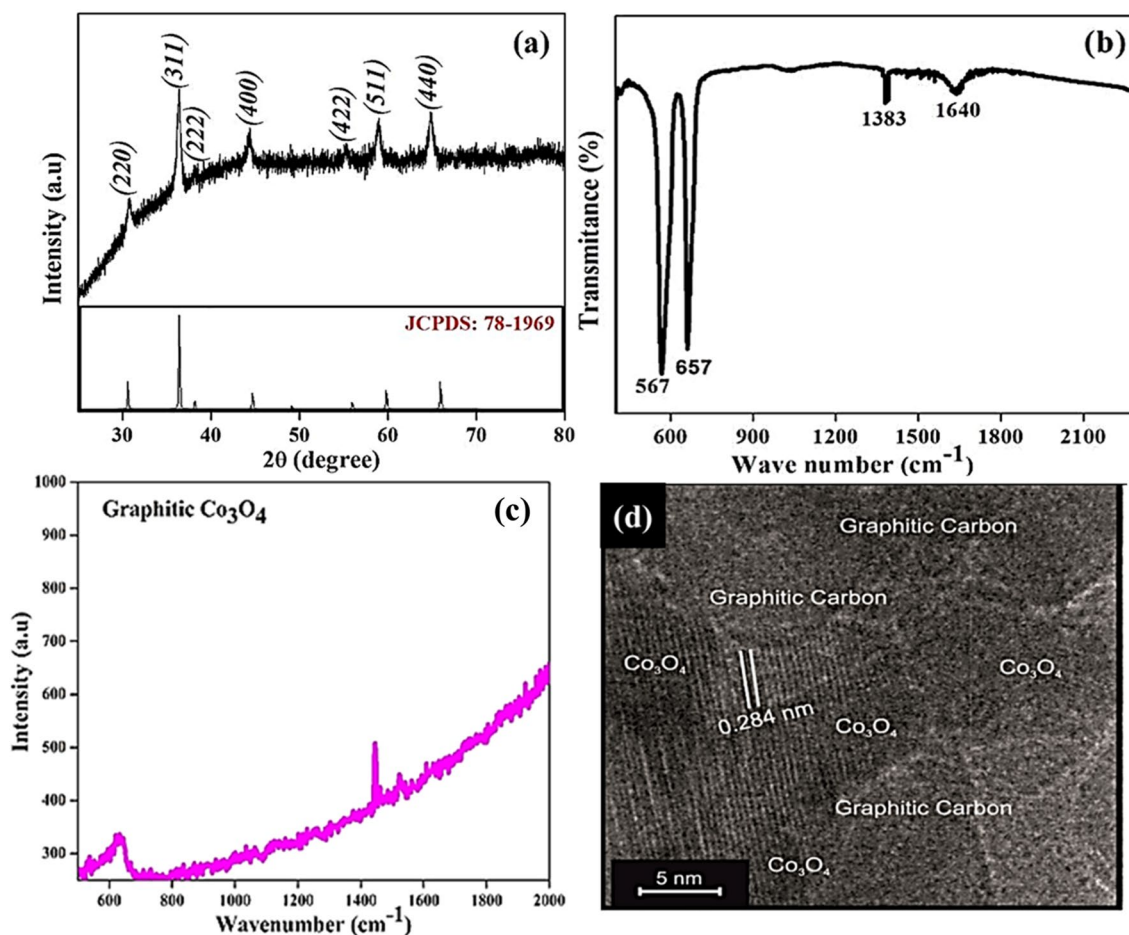 (a)
(220)
(311)
(222)
(400)
(422)
(511)
(440)
Intensity (a.u)
JCPDS: 78-1969
30 40 50 60 70 80
2θ (degree)
(b)
567
657
1383
1640
Transmitance (%)
600 900 1200 1500 1800 2100
Wave number (cm⁻¹)
(c)
Graphitic Co₃O₄
1000
900
800
700
600
500
400
300
Intensity (a.u)
600 800 1000 1200 1400 1600 1800 2000
Wavenumber (cm⁻¹)
(d)
Graphitic Carbon
Graphitic Carbon
Co₃O₄
Co₃O₄
0.284 nm
Co₃O₄
Graphitic Carbon
Co₃O₄
5 nm